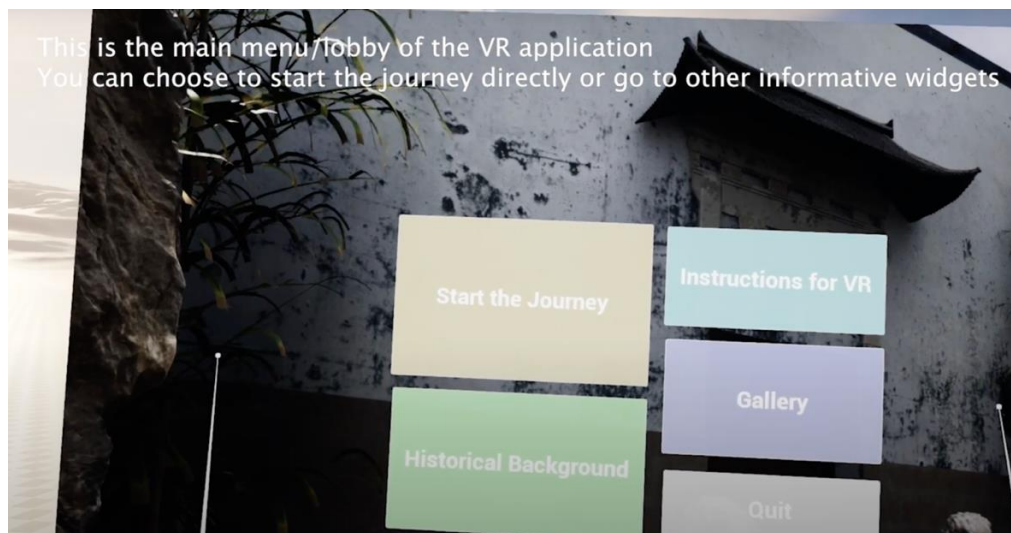 This is the main menu/lobby of the VR application
You can choose to start the journey directly or go to other informative widgets
Start the Journey
Instructions for VR
Gallery
Historical Background
Quit